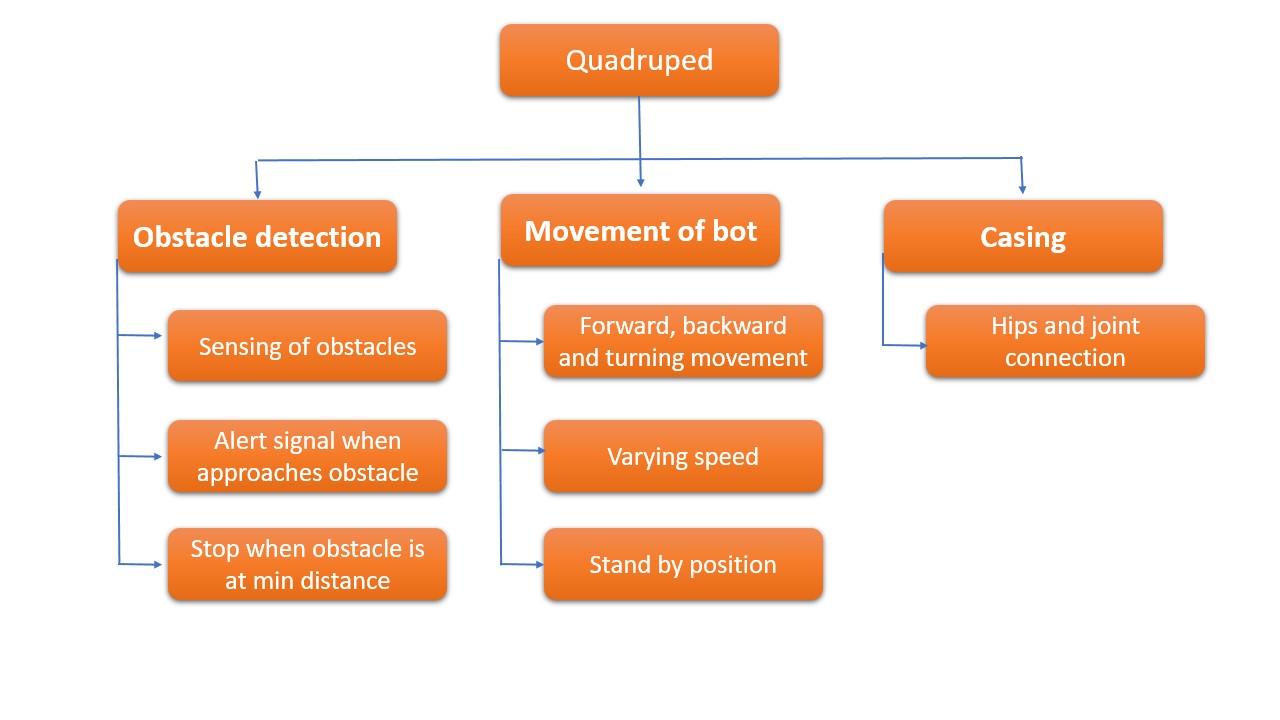 Quadruped
Obstacle detection
Movement of bot
Casing
Sensing of obstacles
Alert signal when
approaches obstacle
Stop when obstacle is
at min distance
Forward, backward
and turning movement
Varying speed
Stand by position
Hips and joint
connection